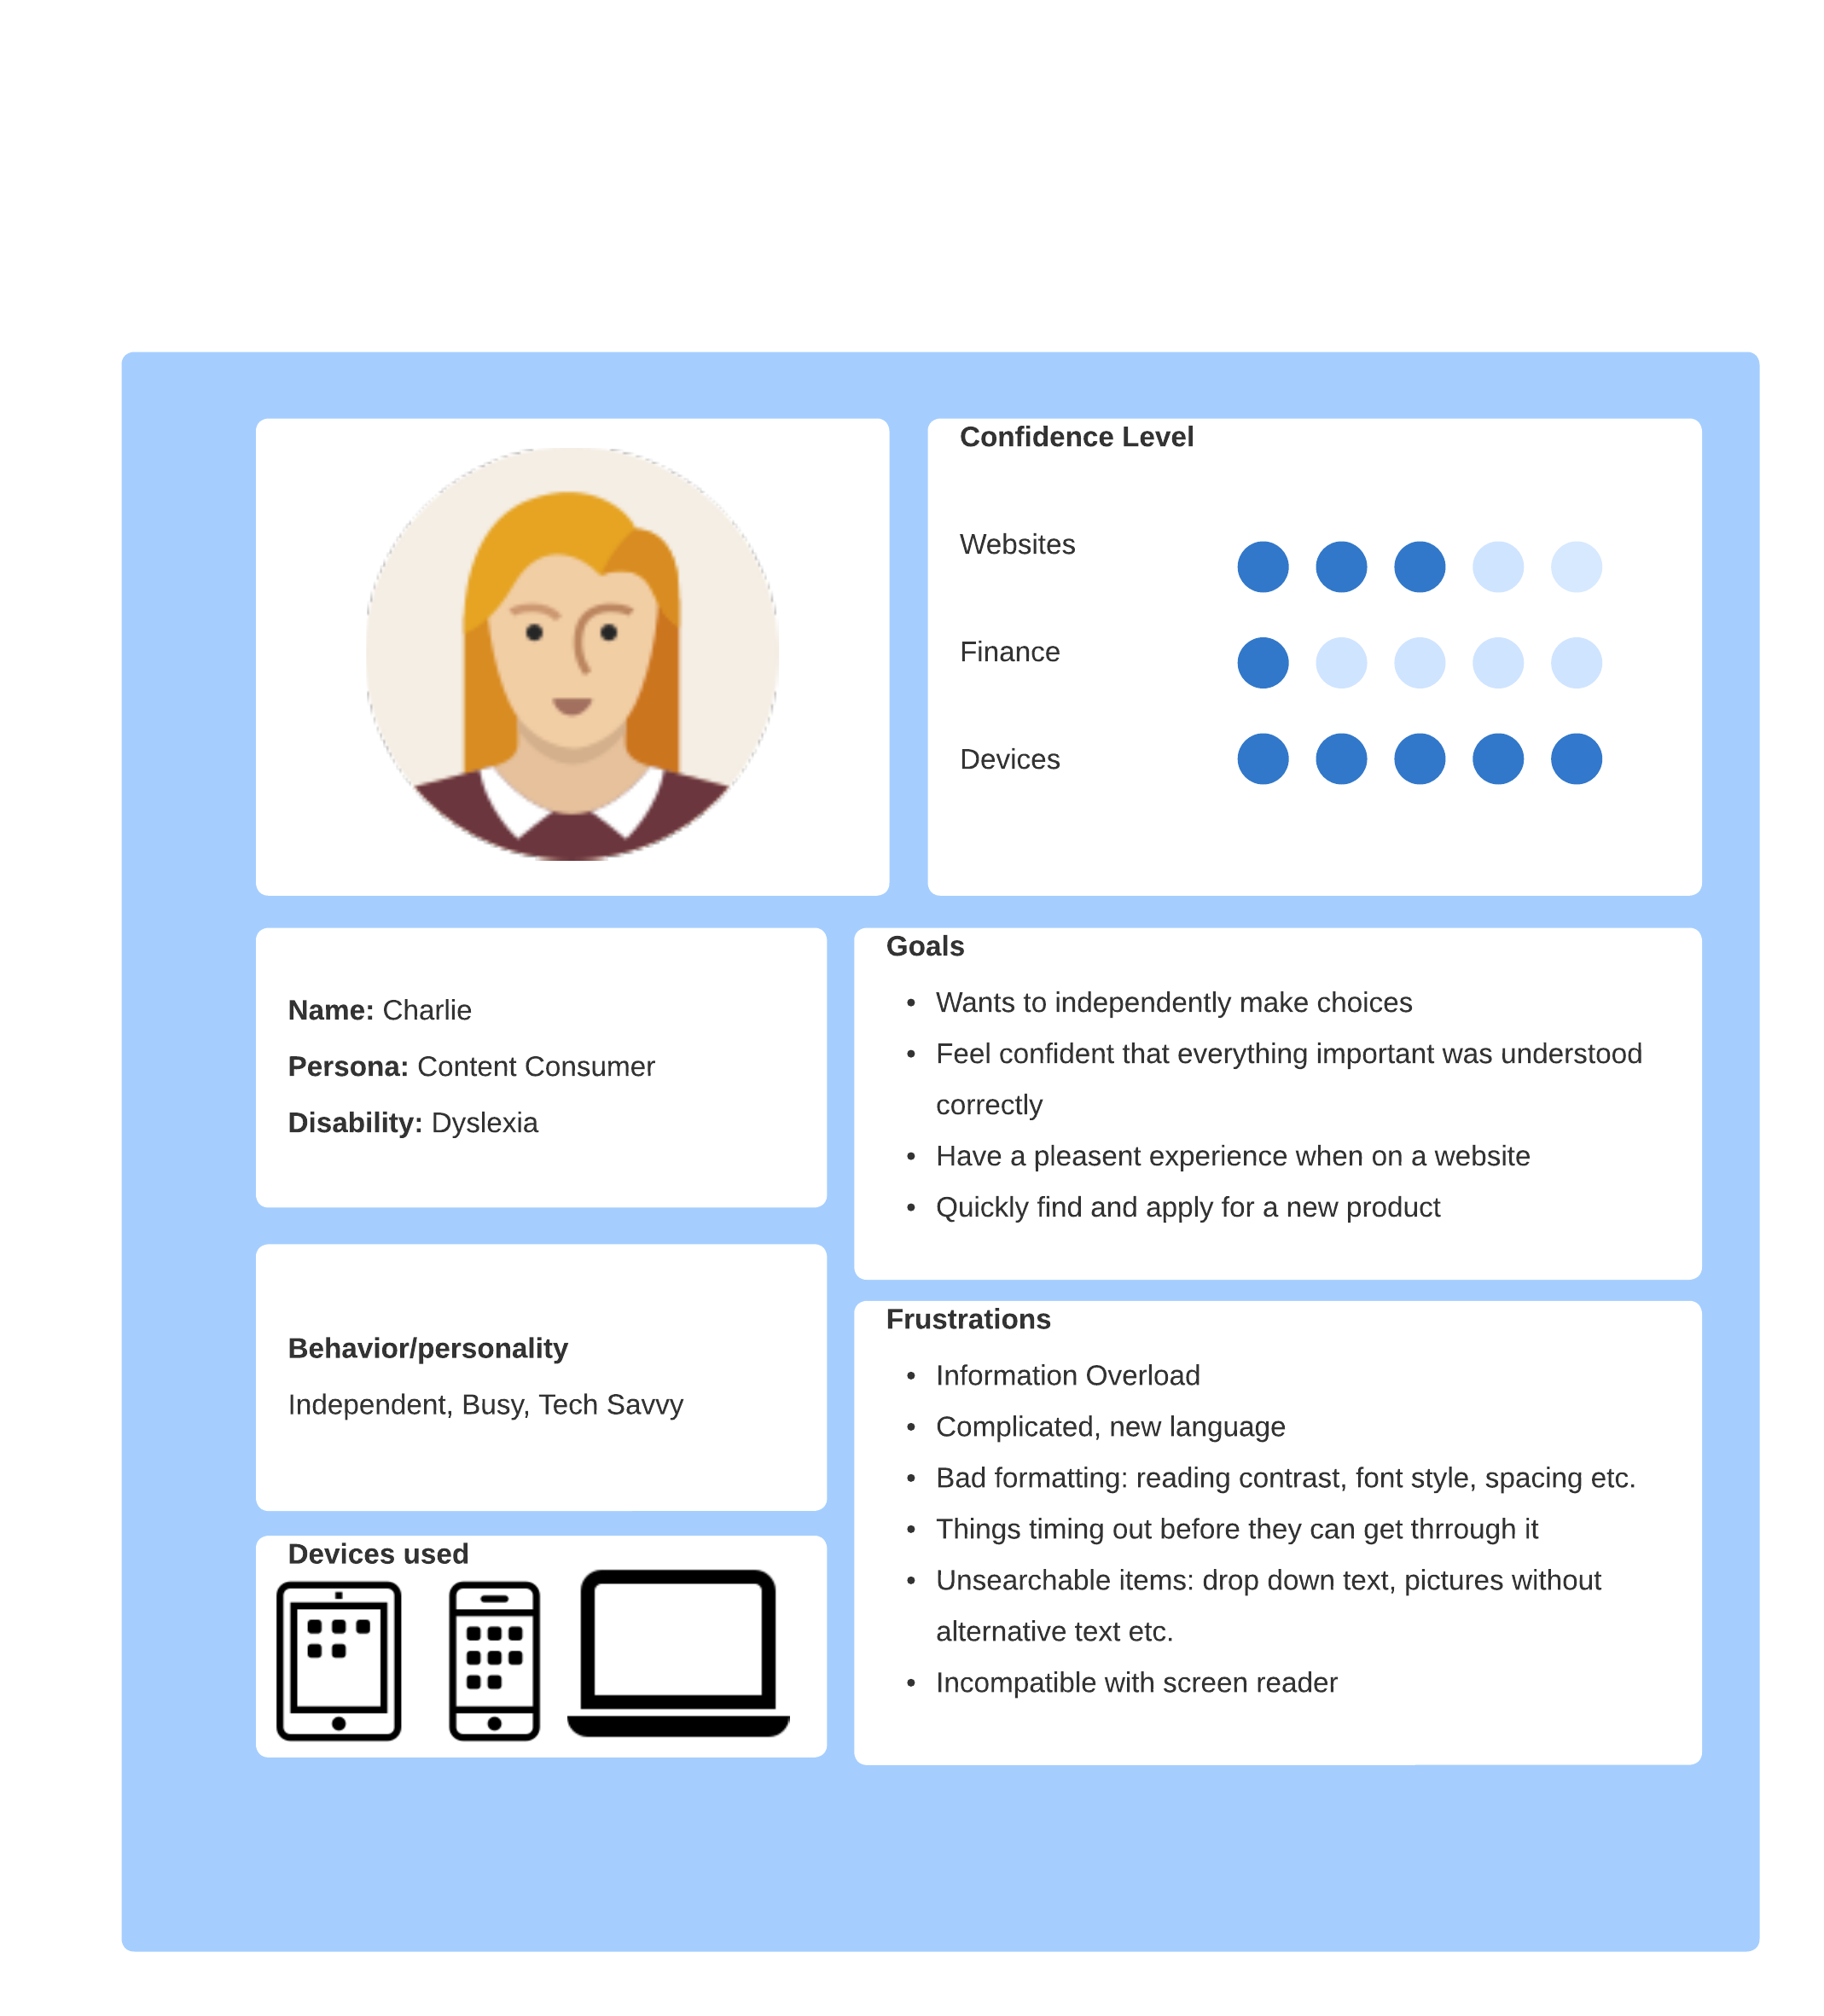 Confidence Level
Websites
Finance
Devices
Name: Charlie
Persona: Content Consumer
Disability: Dyslexia
Goals
• Wants to independently make choices
• Feel confident that everything important was understood
correctly
• Have a pleasent experience when on a website
• Quickly find and apply for a new product
Behavior/personality
Independent, Busy, Tech Savvy
Frustrations
• Information Overload
• Complicated, new language
• Bad formatting: reading contrast, font style, spacing etc.
• Things timing out before they can get thrrough it
• Unsearchable items: drop down text, pictures without
alternative text etc.
• Incompatible with screen reader
Devices used